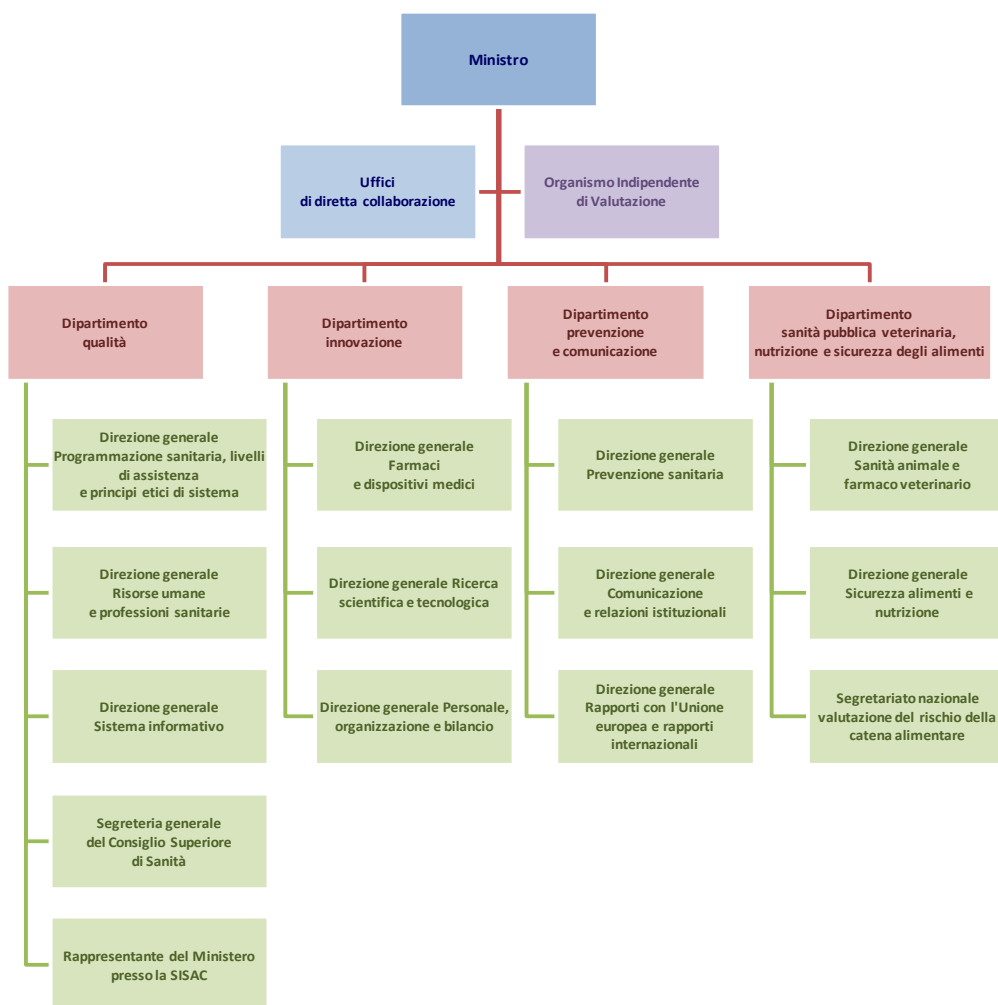 Ministro
Uffici
di diretta collaborazione
Organismo Indipendente
di Valutazione
Dipartimento
qualità
Dipartimento
innovazione
Dipartimento
prevenzione
e comunicazione
Dipartimento
sanità pubblica veterinaria,
nutrizione e sicurezza degli alimenti
Direzione generale
Programmazione sanitaria, livelli
di assistenza
e principi etici di sistema
Direzione generale
Farmaci
e dispositivi medici
Direzione generale
Prevenzione sanitaria
Direzione generale
Sanità animale e
farmaco veterinario
Direzione generale
Risorse umane
e professioni sanitarie
Direzione generale Ricerca
scientifica e tecnologica
Direzione generale
Comunicazione
e relazioni istituzionali
Direzione generale
Sicurezza alimenti e
nutrizione
Direzione generale
Sistema informativo
Direzione generale Personale,
organizzazione e bilancio
Direzione generale
Rapporti con l'Unione
europea e rapporti
internazionali
Segretariato nazionale
valutazione del rischio della
catena alimentare
Segreteria generale
del Consiglio Superiore
di Sanità
Rappresentante del Ministero
presso la SISAC